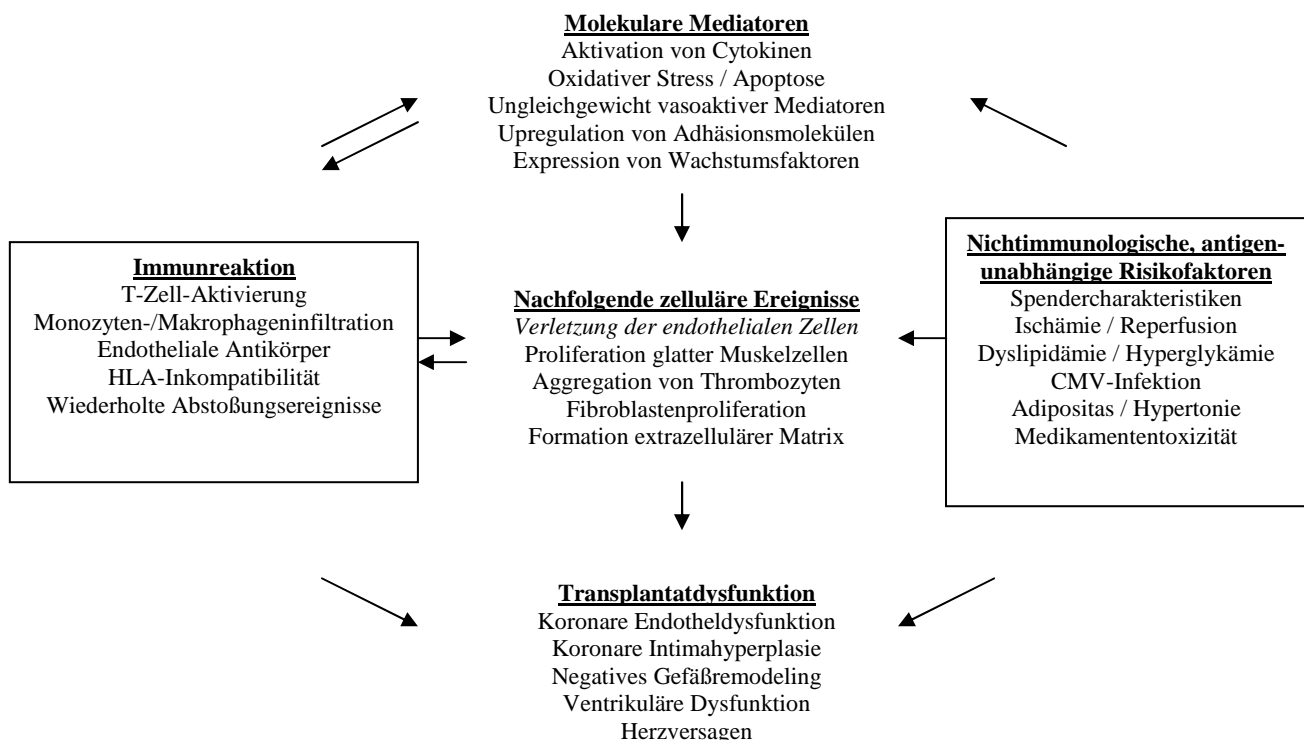 Molekulare Mediatoren
Aktivation von Cytokinen
Oxidativer Stress / Apoptose
Ungleichgewicht vasoaktiver Mediatoren
Upregulation von Adhäsionsmolekülen
Expression von Wachstumsfaktoren
Immunreaktion
T-Zell-Aktivierung
Monozyten-/Makrophageninfiltration
Endotheliale Antikörper
HLA-Inkompatibilität
Wiederholte Abstoßungsereignisse
Nachfolgende zelluläre Ereignisse
Verletzung der endothelialen Zellen
Proliferation glatter Muskelzellen
Aggregation von Thrombozyten
Fibroblastenproliferation
Formation extrazellulärer Matrix
Nichtimmunologische, antigen-
unabhängige Risikofaktoren
Spendercharakteristiken
Ischämie / Reperfusion
Dyslipidämie / Hyperglykämie
CMV-Infektion
Adipositas / Hypertonie
Medikamententoxizität
Transplantatdysfunktion
Koronare Endotheldysfunktion
Koronare Intimahyperplasie
Negatives Gefäßremodeling
Ventrikuläre Dysfunktion
Herzversagen